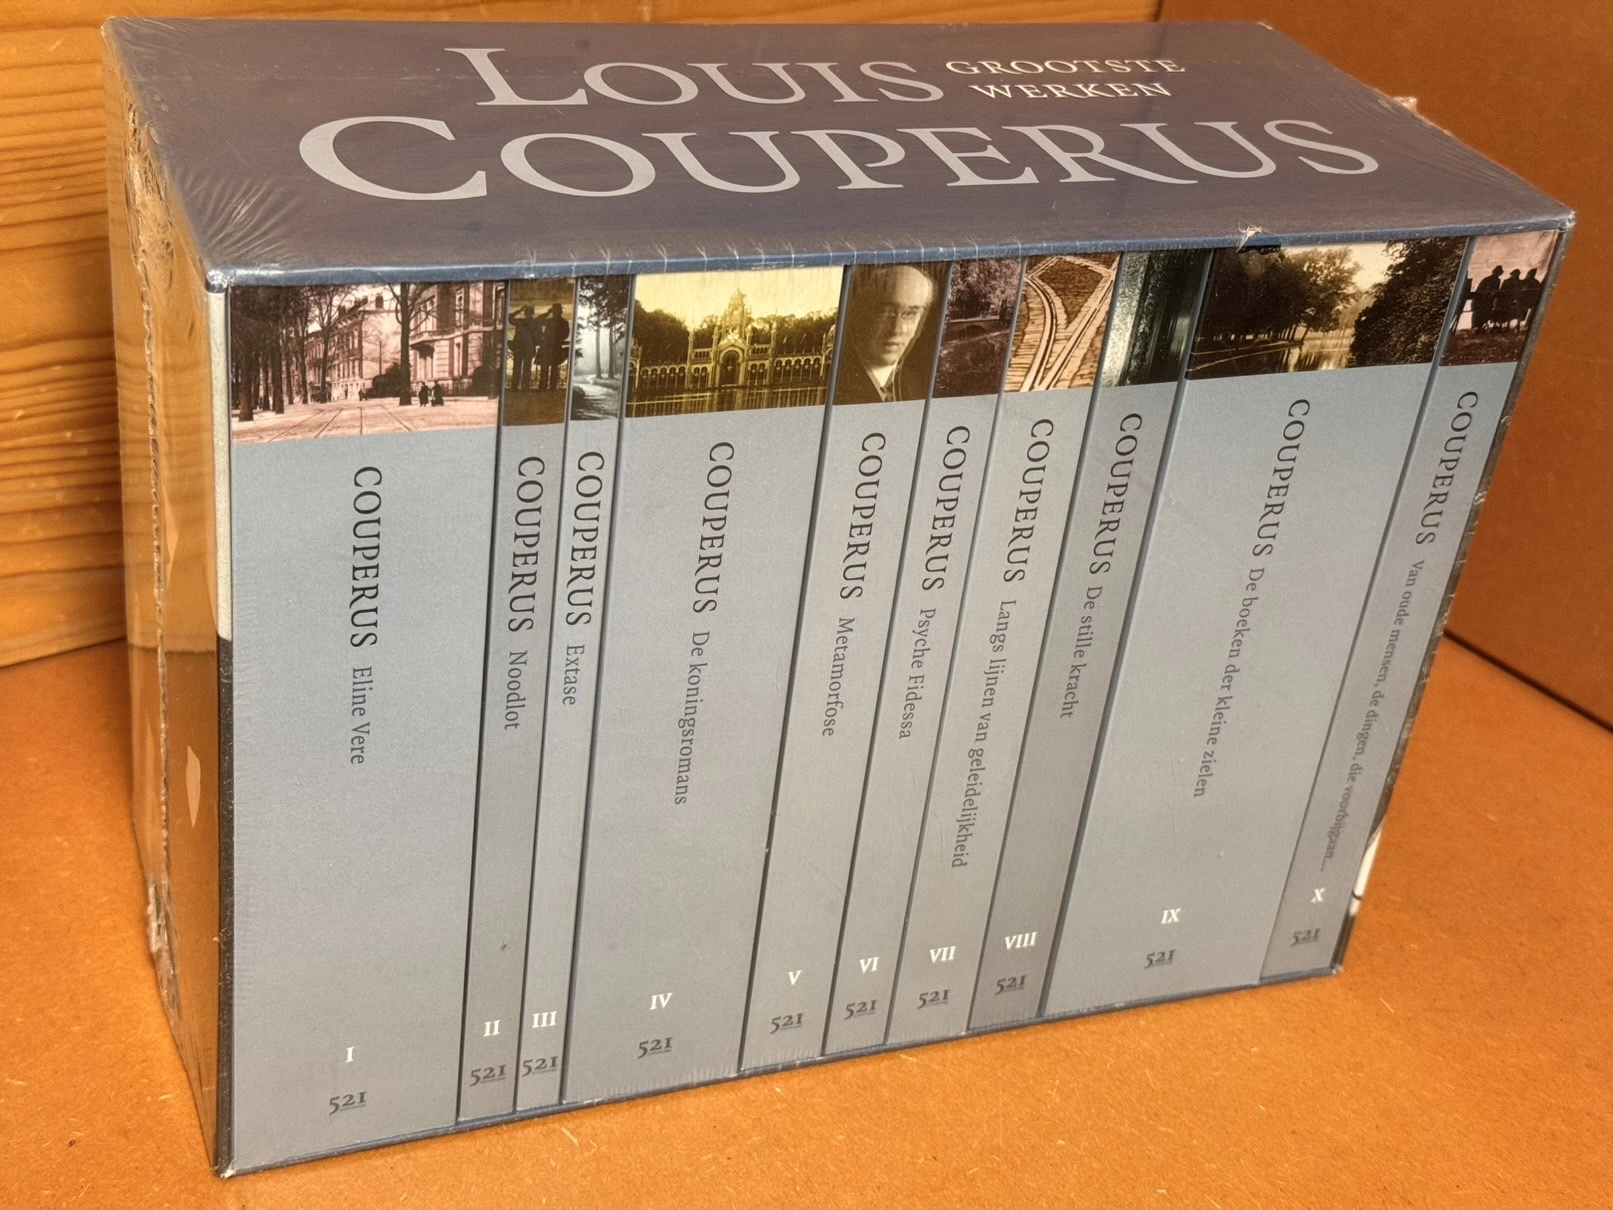 LOUIS GROOTSTE
WERKEN
COUPERUS
COUPERUS Eline Vere
I
521
COUPERUS Noodlot
II
521
COUPERUS Extase
III
521
COUPERUS De koningsromans
IV
521
COUPERUS Metamorfose
V
521
COUPERUS Psyche Fidessa
VI
521
COUPERUS Langs lijnen van geleidelijkheid
VII
521
COUPERUS De stille kracht
VIII
521
COUPERUS De boeken der kleine zielen
IX
521
COUPERUS Van oude mensen, de dingen, die voorbijgaan...
X
521